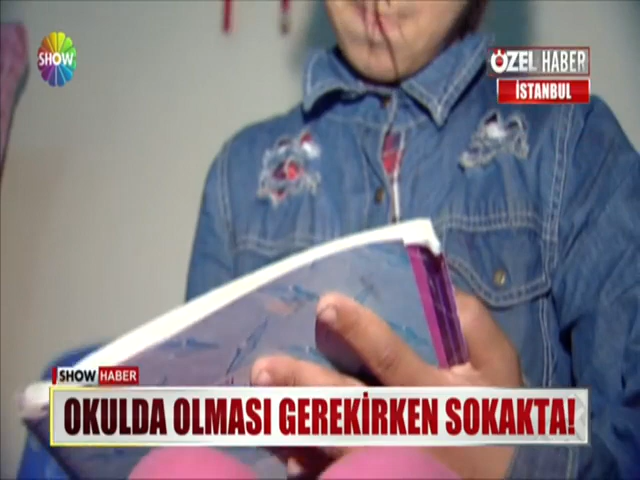 SHOW
ÖZEL HABER
İSTANBUL
SHOW HABER
OKULDA OLMASI GEREKİRKEN SOKAKTA!